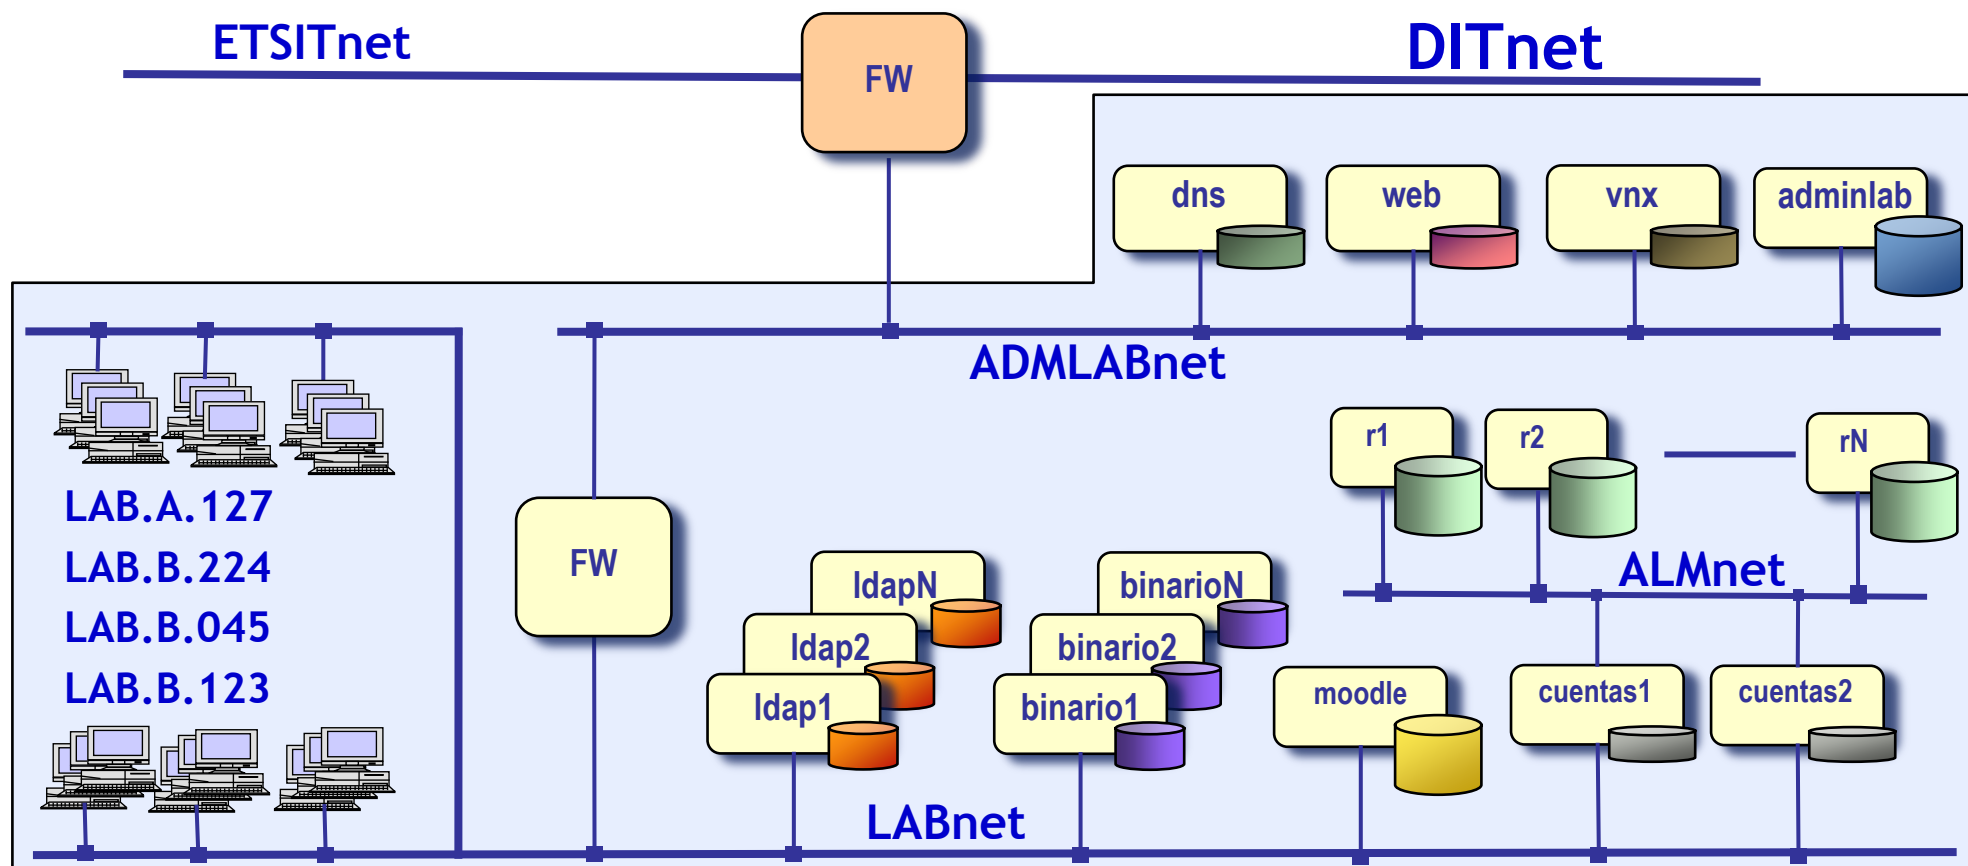 ETSITnet
DITnet
FW
dns
web
vnx
adminlab
ADMLABnet
r1
r2
rN
LAB.A.127
LAB.B.224
LAB.B.045
LAB.B.123
FW
ldapN
binarioN
ALMnet
ldap2
binario2
ldap1
binario1
moodle
cuentas1
cuentas2
LABnet